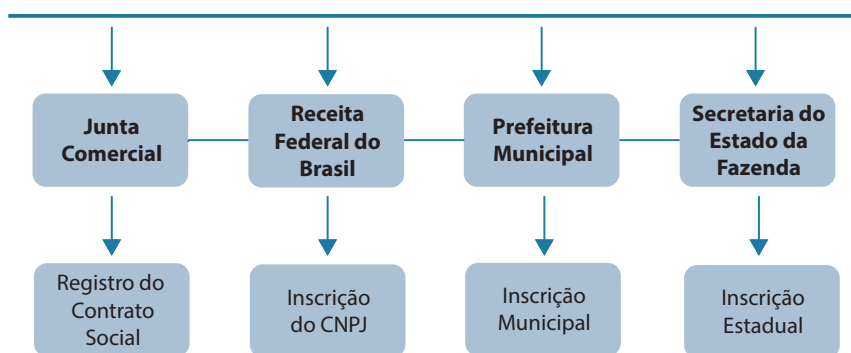 Junta
Comercial
Receita
Federal do
Brasil
Prefeitura
Municipal
Secretaria do
Estado da
Fazenda
Registro do
Contrato
Social
Inscrição
do CNPJ
Inscrição
Municipal
Inscrição
Estadual